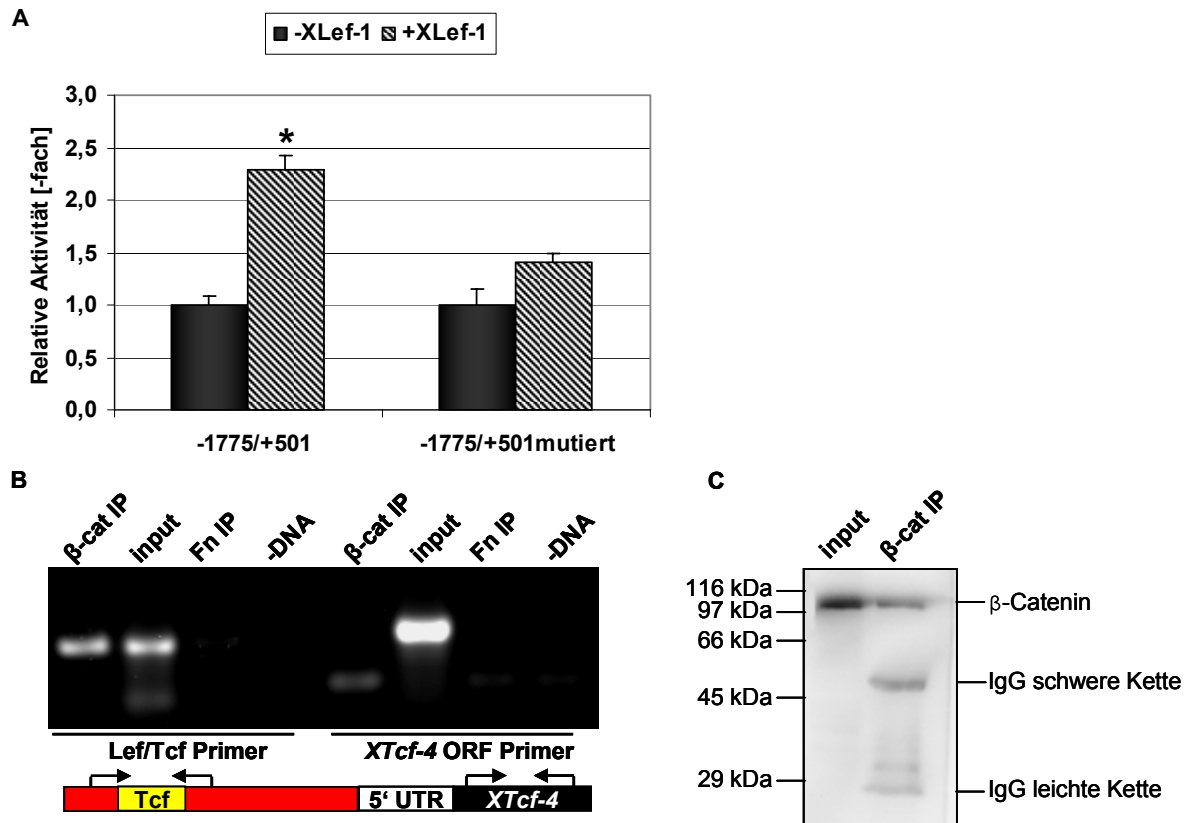 A
-XLef-1 +XLef-1
Relative Aktivität [-fach]
3,0
2,5
2,0
1,5
1,0
0,5
0,0
*
-1775/+501
-1775/+501mutiert
B
β-cat IP
input
Fn IP
-DNA
β-cat IP
input
Fn IP
-DNA
Lef/Tcf Primer
XTcf-4 ORF Primer
Tcf
5‘ UTR
XTcf-4
C
input
β-cat IP
116 kDa
97 kDa
66 kDa
45 kDa
29 kDa
β-Catenin
IgG schwere Kette
IgG leichte Kette